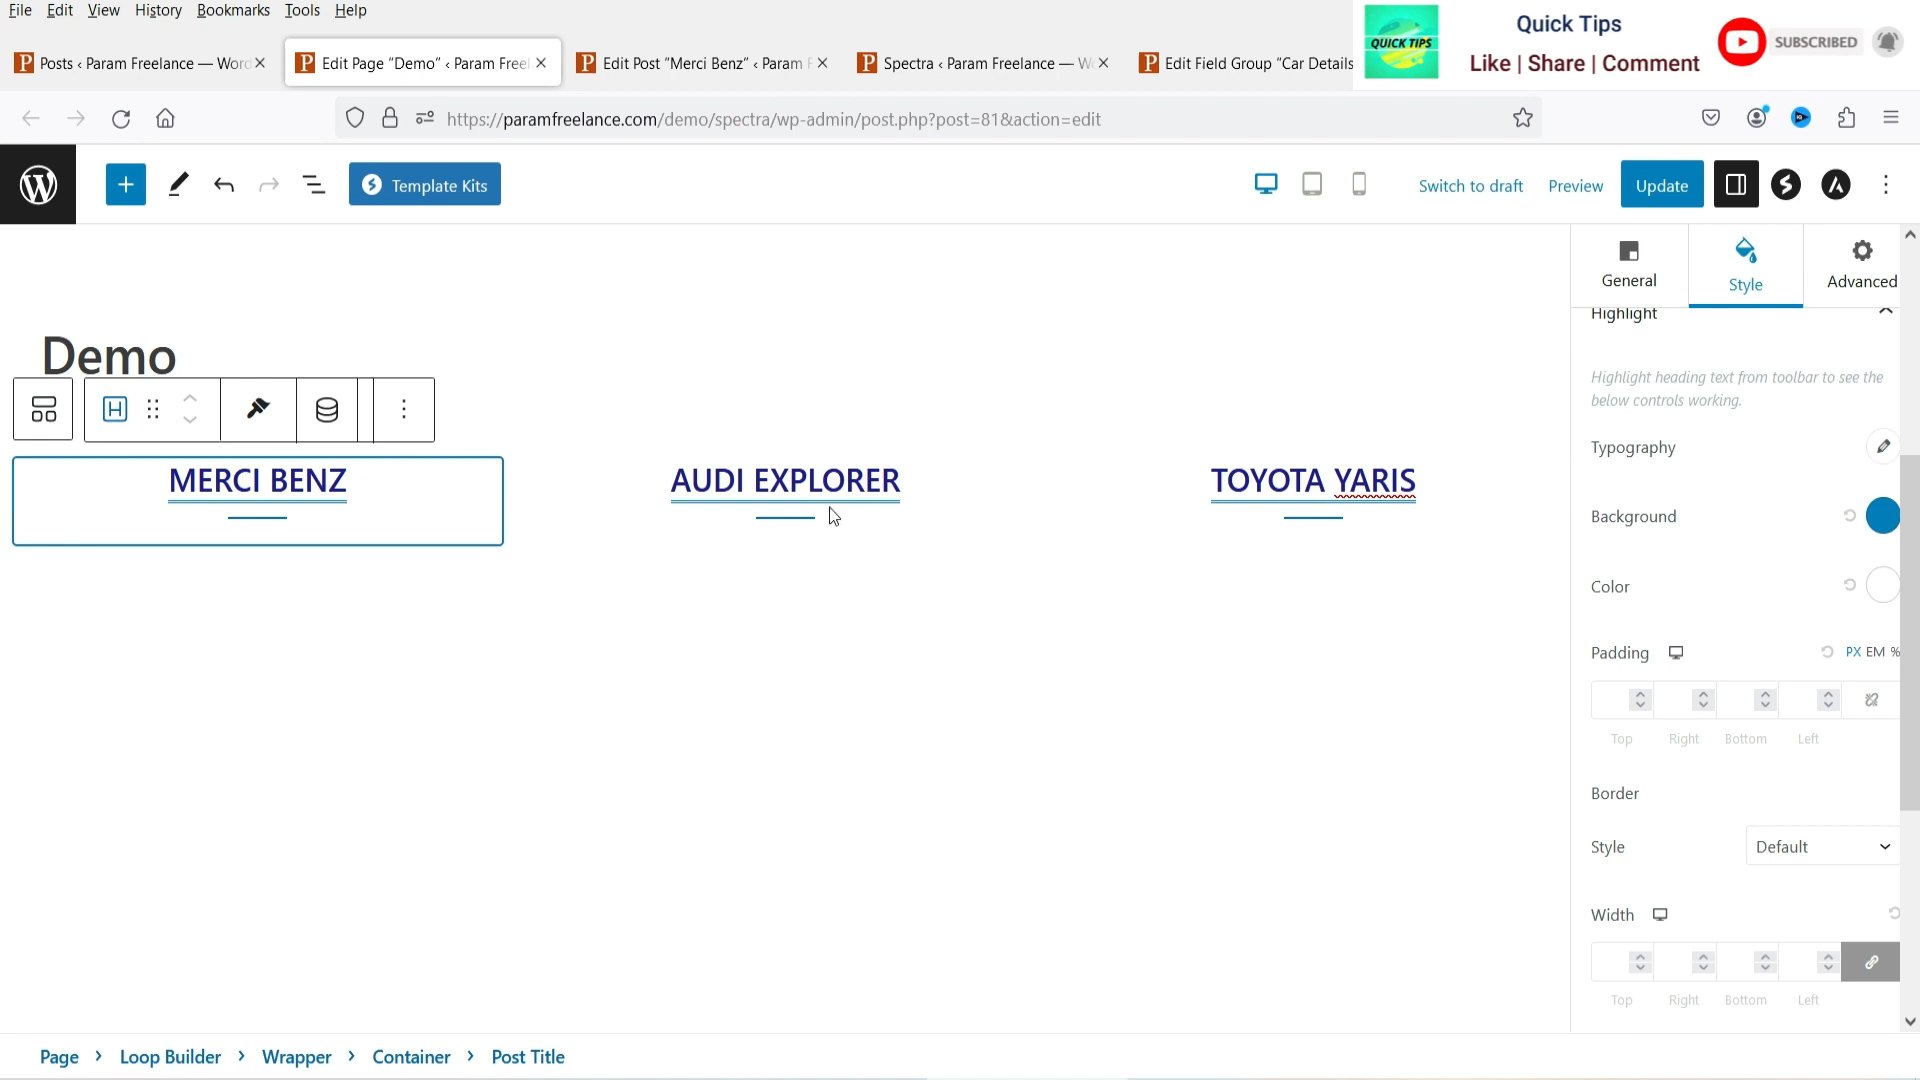 File Edit View History Bookmarks Tools Help
Quick Tips
QUICK TIPS
Like | Share | Comment
SUBSCRIBED
Posts ‹ Param Freelance — Word
Edit Page “Demo” ‹ Param Freel
Edit Post “Merci Benz” ‹ Param F
Spectra ‹ Param Freelance — Wo
Edit Field Group “Car Details
https://paramfreelance.com/demo/spectra/wp-admin/post.php?post=81&action=edit
Template Kits
Switch to draft
Preview
Update
General
Style
Advanced
Highlight
Highlight heading text from toolbar to see the
below controls working.
Demo
MERCI BENZ
AUDI EXPLORER
TOYOTA YARIS
Typography
Background
Color
Padding
PX EM %
Top Right Bottom Left
Border
Style
Default
Width
Top Right Bottom Left
Page › Loop Builder › Wrapper › Container › Post Title